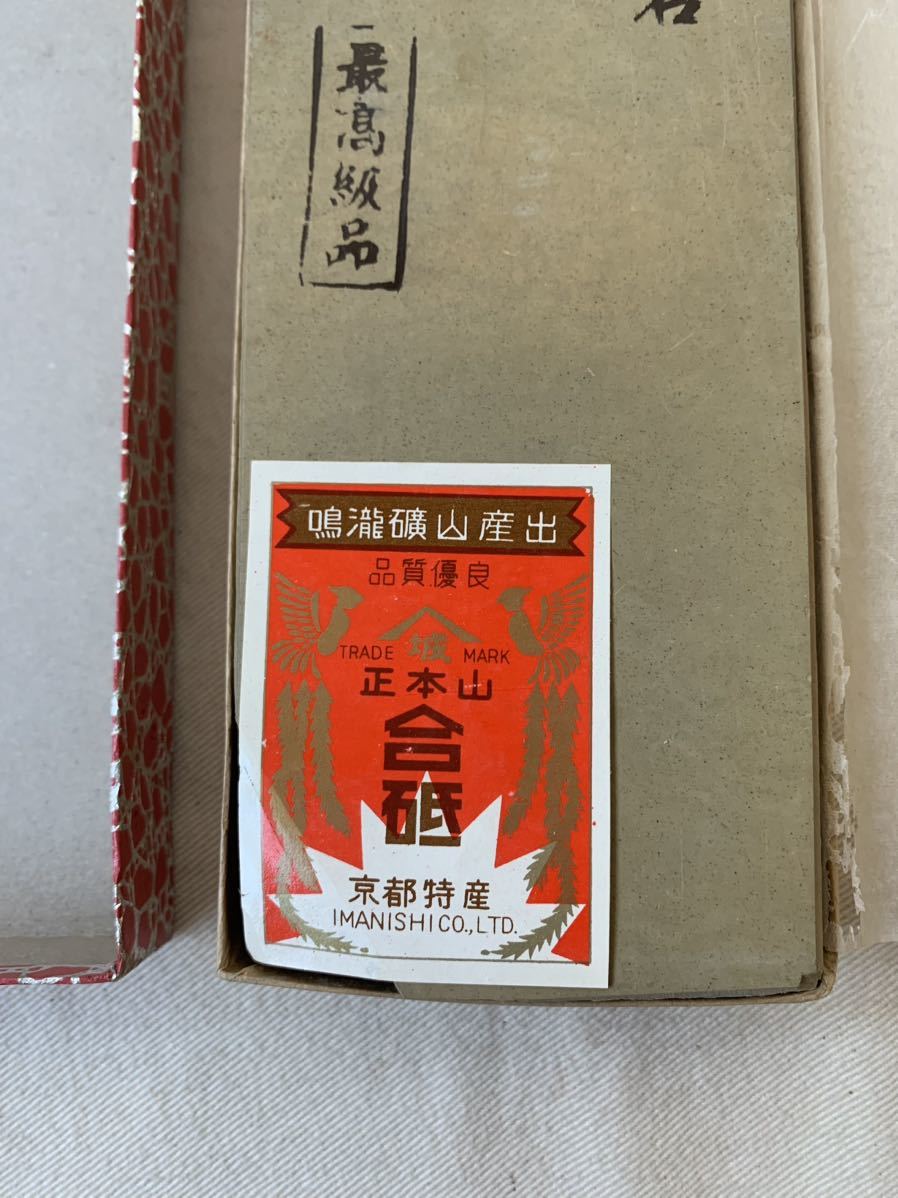 最高級品
鳴瀧礦山産出
品質優良
城
TRADE MARK
正本山
合砥
京都特産
IMANISHI CO., LTD.